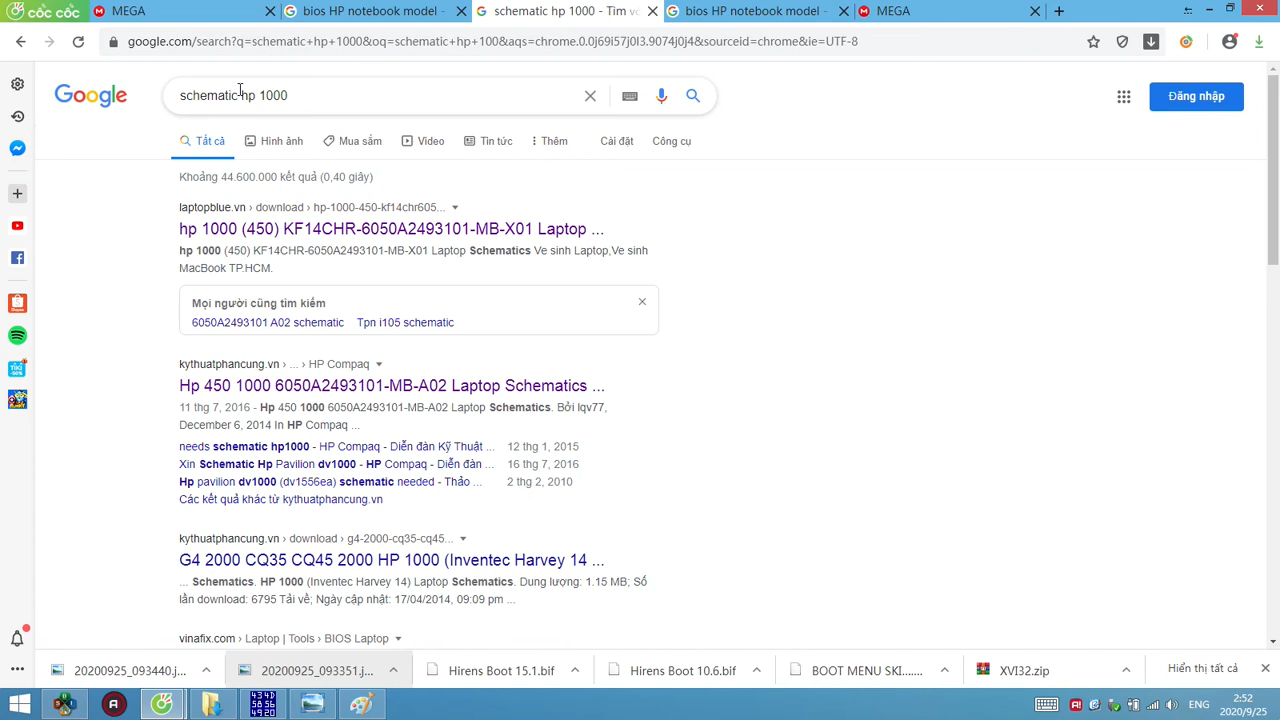 cốc cốc
MEGA
bios HP notebook model -
schematic hp 1000 - Tìm vớ
bios HP notebook model -
MEGA
google.com/search?q=schematic+hp+1000&oq=schematic+hp+100&aqs=chrome.0.0j69i57j0l3.9074j0j4&sourceid=chrome&ie=UTF-8
Google
schematic hp 1000
Đăng nhập
Tất cả
Hình ảnh
Mua sắm
Video
Tin tức
Thêm
Cài đặt
Công cụ
Khoảng 44.600.000 kết quả (0,40 giây)
laptopblue.vn › download › hp-1000-450-kf14chr605...
hp 1000 (450) KF14CHR-6050A2493101-MB-X01 Laptop ...
hp 1000 (450) KF14CHR-6050A2493101-MB-X01 Laptop Schematics Ve sinh Laptop,Ve sinh
MacBook TP.HCM.
Mọi người cũng tìm kiếm
6050A2493101 A02 schematic
Tpn i105 schematic
kythuatphancung.vn › ... › HP Compaq
Hp 450 1000 6050A2493101-MB-A02 Laptop Schematics ...
11 thg 7, 2016 - Hp 450 1000 6050A2493101-MB-A02 Laptop Schematics. Bởi lqv77,
December 6, 2014 In HP Compaq ...
needs schematic hp1000 - HP Compaq - Diễn đàn Kỹ Thuật ... 12 thg 1, 2015
Xin Schematic Hp Pavilion dv1000 - HP Compaq - Diễn đàn ... 16 thg 7, 2016
Hp pavilion dv1000 (dv1556ea) schematic needed - Thảo ... 2 thg 2, 2010
Các kết quả khác từ kythuatphancung.vn
kythuatphancung.vn › download › g4-2000-cq35-cq45...
G4 2000 CQ35 CQ45 2000 HP 1000 (Inventec Harvey 14 ...
... Schematics. HP 1000 (Inventec Harvey 14) Laptop Schematics. Dung lượng: 1.15 MB; Số
lần download: 6795 Tải về; Ngày cập nhật: 17/04/2014, 09:09 pm ...
vinafix.com › Laptop | Tools › BIOS Laptop
20200925_093440.j...
20200925_093351.j...
Hirens Boot 15.1.bif
Hirens Boot 10.6.bif
BOOT MENU SKI.......
XVI32.zip
Hiển thị tất cả
ENG
2:52
2020/9/25